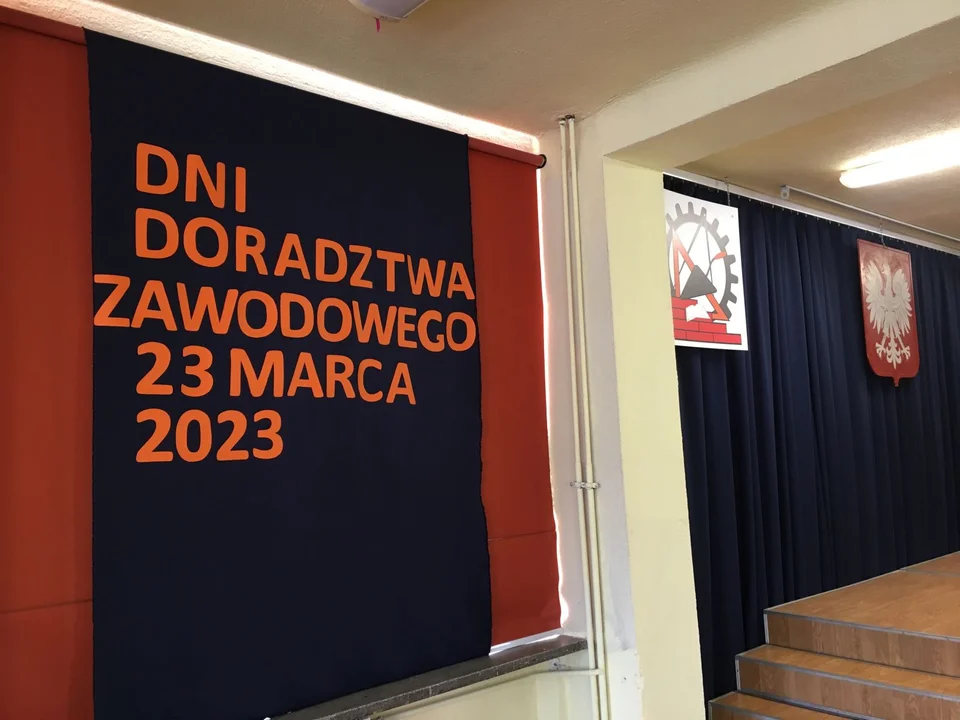 DNI
DORADZTWA
ZAWODOWEGO
23 MARCA
2023